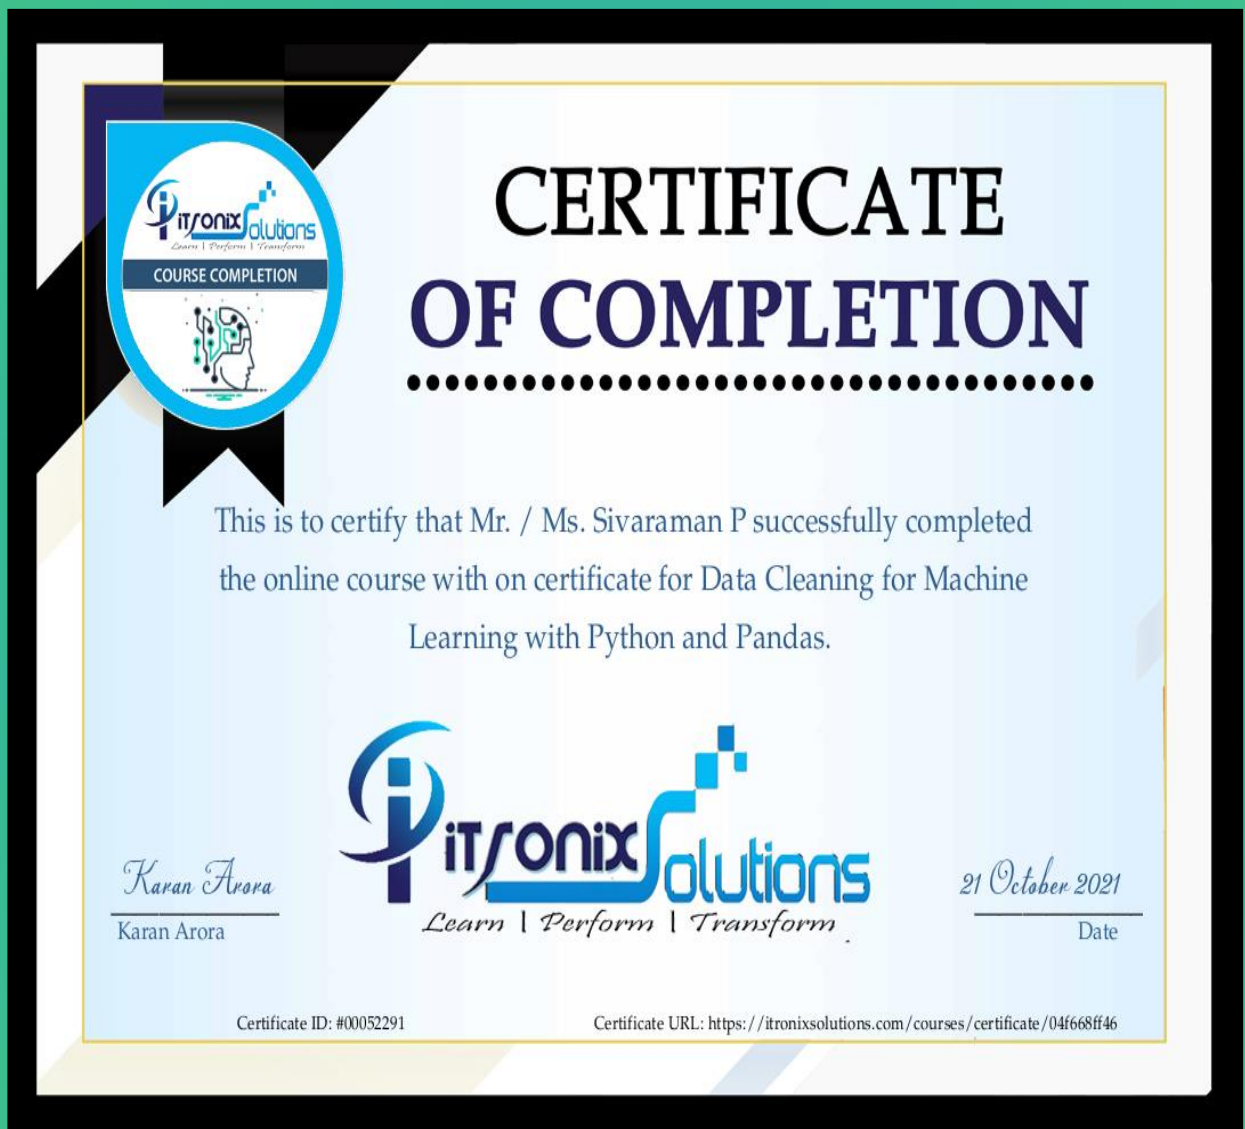 iTronix Solutions
Learn | Perform | Transform
COURSE COMPLETION
CERTIFICATE
OF COMPLETION
This is to certify that Mr. / Ms. Sivaraman P successfully completed
the online course with on certificate for Data Cleaning for Machine
Learning with Python and Pandas.
iTronix Solutions
Learn | Perform | Transform
Karan Arora
Karan Arora
21 October 2021
Date
Certificate ID: #00052291
Certificate URL: https://itronixsolutions.com/courses/certificate/04f668ff46